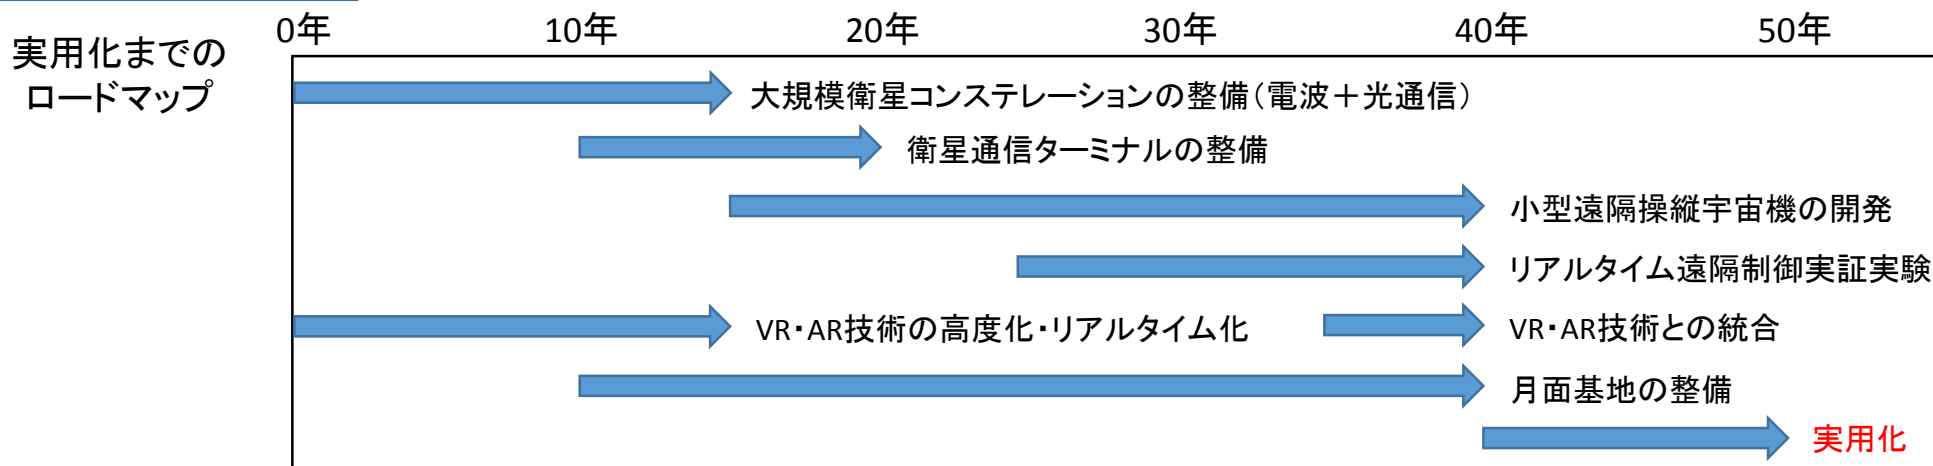 0年 10年 20年 30年 40年 50年
実用化までの
ロードマップ
大規模衛星コンステレーションの整備(電波+光通信)
衛星通信ターミナルの整備
小型遠隔操縦宇宙機の開発
リアルタイム遠隔制御実証実験
VR・AR技術の高度化・リアルタイム化 VR・AR技術との統合
月面基地の整備
実用化